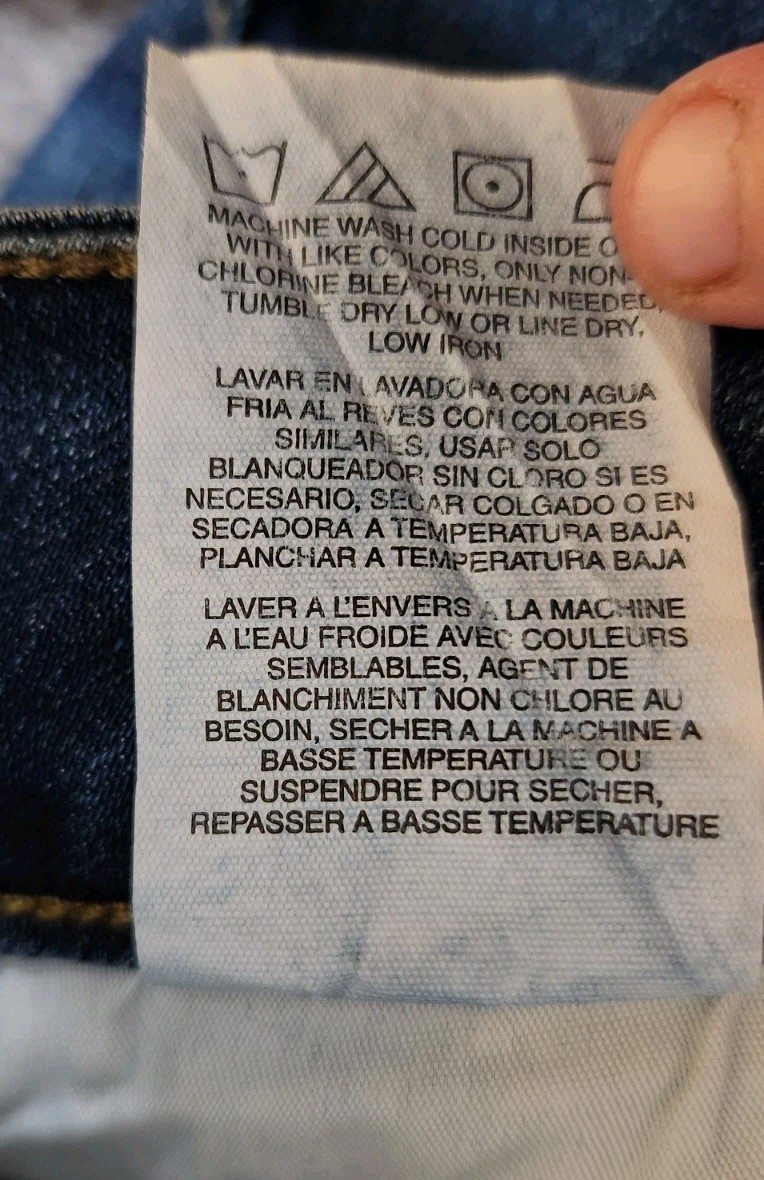 MACHINE WASH COLD INSIDE O
WITH LIKE COLORS, ONLY NON-
CHLORINE BLEACH WHEN NEEDED,
TUMBLE DRY LOW OR LINE DRY,
LOW IRON
LAVAR EN LAVADORA CON AGUA
FRIA AL REVES CON COLORES
SIMILARES, USAR SOLO
BLANQUEADOR SIN CLORO SI ES
NECESARIO, SECAR COLGADO O EN
SECADORA A TEMPERATURA BAJA,
PLANCHAR A TEMPERATURA BAJA
LAVER A L'ENVERS A LA MACHINE
A L'EAU FROIDE AVEC COULEURS
SEMBLABLES, AGENT DE
BLANCHIMENT NON CHLORE AU
BESOIN, SECHER A LA MACHINE A
BASSE TEMPERATURE OU
SUSPENDRE POUR SECHER,
REPASSER A BASSE TEMPERATURE